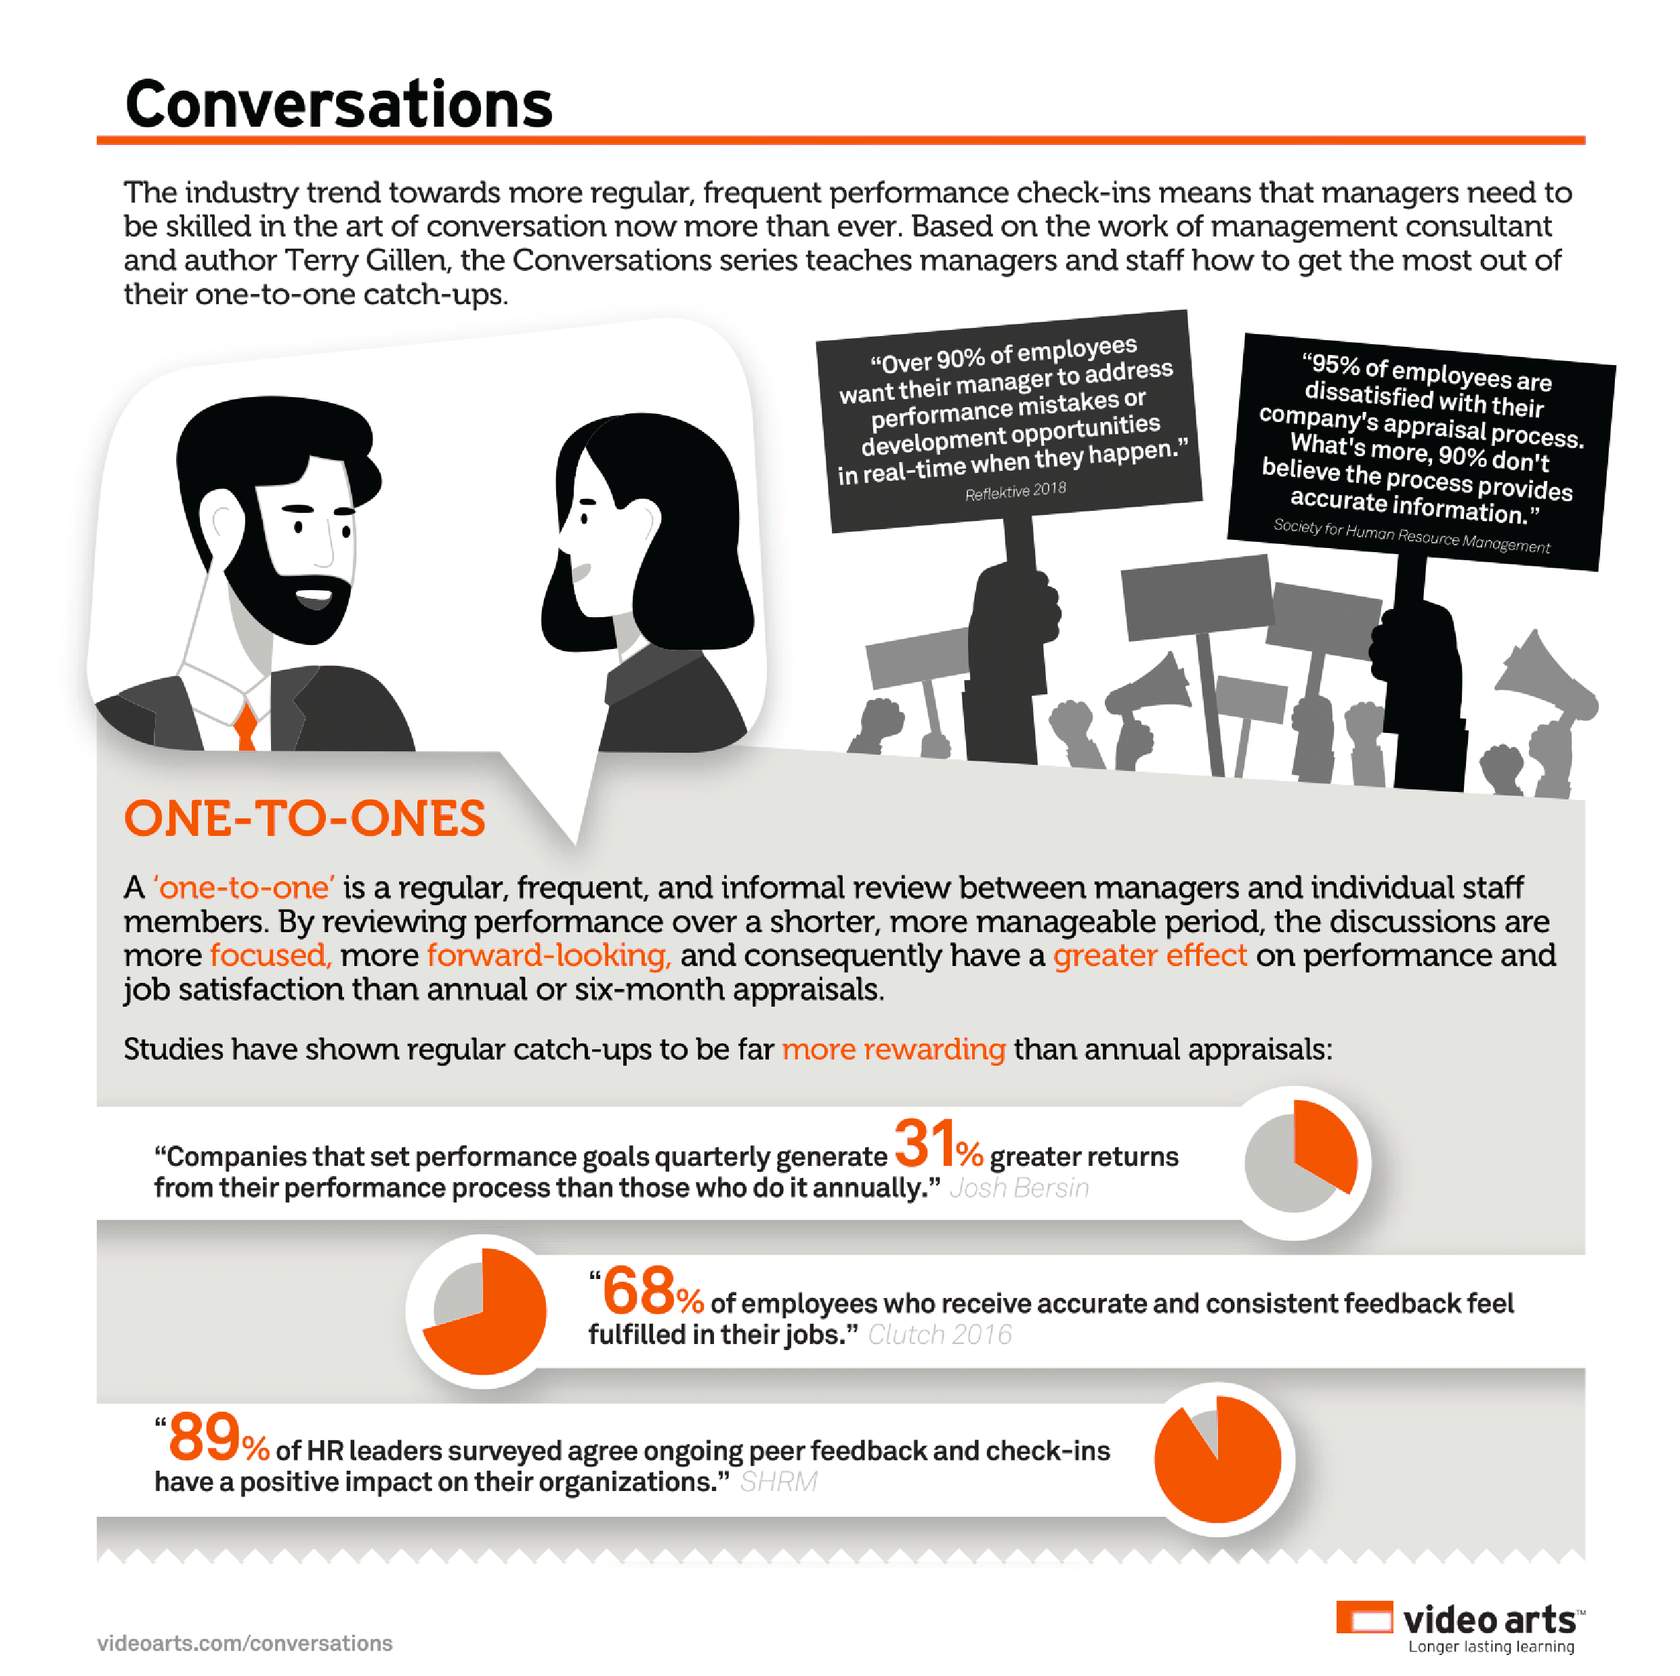 Conversations
The industry trend towards more regular, frequent performance check-ins means that managers need to
be skilled in the art of conversation now more than ever. Based on the work of management consultant
and author Terry Gillen, the Conversations series teaches managers and staff how to get the most out of
their one-to-one catch-ups.
“Over 90% of employees
want their manager to address
performance mistakes or
development opportunities
in real-time when they happen.”
Reflektive 2018
“95% of employees are
dissatisfied with their
company's appraisal process.
What's more, 90% don't
believe the process provides
accurate information.”
Society for Human Resource Management
ONE-TO-ONES
A ‘one-to-one’ is a regular, frequent, and informal review between managers and individual staff
members. By reviewing performance over a shorter, more manageable period, the discussions are
more focused, more forward-looking, and consequently have a greater effect on performance and
job satisfaction than annual or six-month appraisals.
Studies have shown regular catch-ups to be far more rewarding than annual appraisals:
“Companies that set performance goals quarterly generate 31% greater returns
from their performance process than those who do it annually.” Josh Bersin
“68% of employees who receive accurate and consistent feedback feel
fulfilled in their jobs.” Clutch 2016
“89% of HR leaders surveyed agree ongoing peer feedback and check-ins
have a positive impact on their organizations.” SHRM
video arts™
Longer lasting learning
videoarts.com/conversations